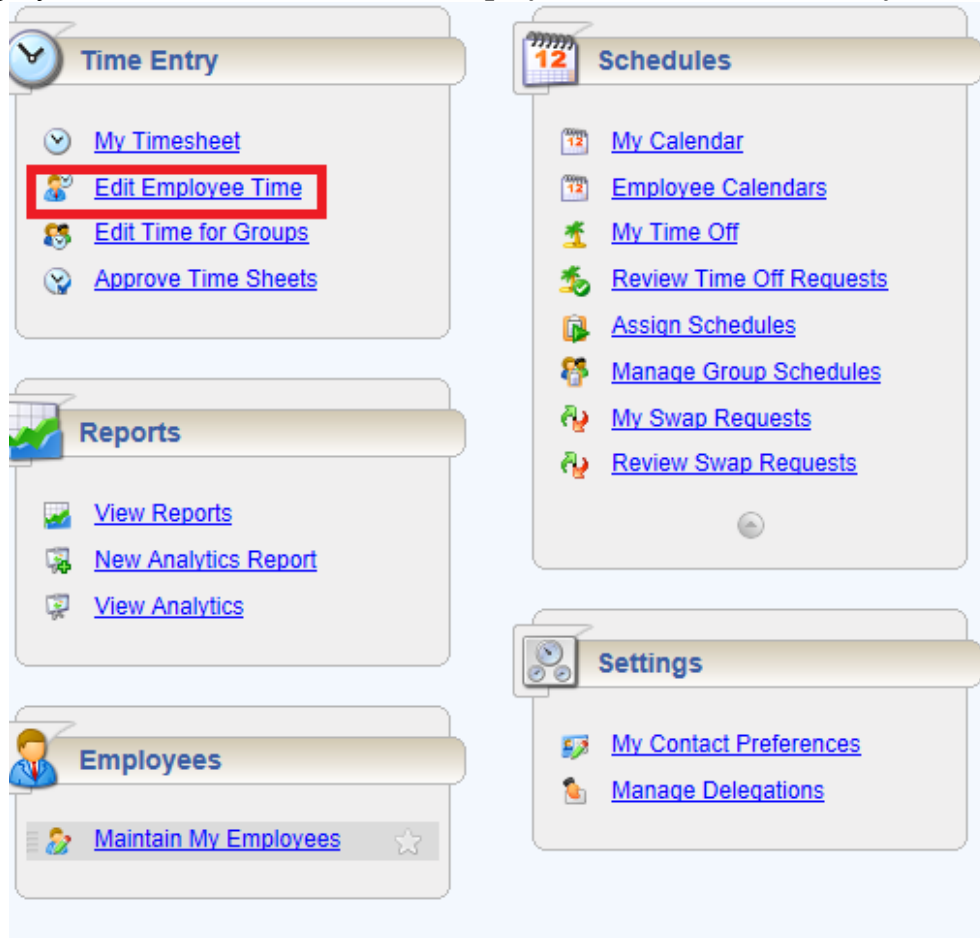 Time Entry
My Timesheet
Edit Employee Time
Edit Time for Groups
Approve Time Sheets
Reports
View Reports
New Analytics Report
View Analytics
Employees
Maintain My Employees
12
Schedules
12
My Calendar
12
Employee Calendars
My Time Off
Review Time Off Requests
Assign Schedules
Manage Group Schedules
My Swap Requests
Review Swap Requests
Settings
My Contact Preferences
Manage Delegations